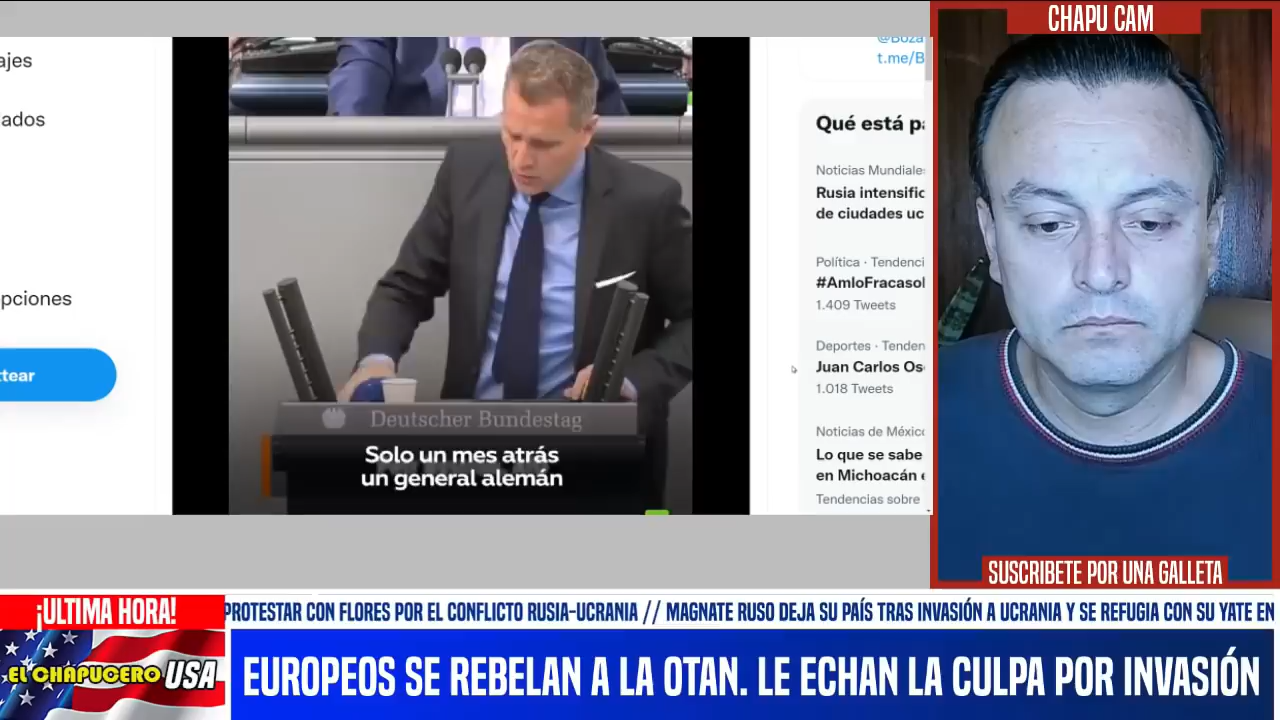 CHAPU CAM
ajes
ados
pciones
ttear
@Boza
t.me/B
Qué está pa
Noticias Mundiales
Rusia intensific
de ciudades uc
Política · Tendenci
#AmloFracaso
1.409 Tweets
Deportes · Tenden
Juan Carlos Os
1.018 Tweets
Noticias de México
Lo que se sabe
en Michoacán e
Tendencias sobre
Deutscher Bundestag
Solo un mes atrás
un general alemán
SUSCRIBETE POR UNA GALLETA
¡ULTIMA HORA!
PROTESTAR CON FLORES POR EL CONFLICTO RUSIA-UCRANIA // MAGNATE RUSO DEJA SU PAÍS TRAS INVASIÓN A UCRANIA Y SE REFUGIA CON SU YATE EN
EL CHAPUCERO USA
EUROPEOS SE REBELAN A LA OTAN. LE ECHAN LA CULPA POR INVASIÓN